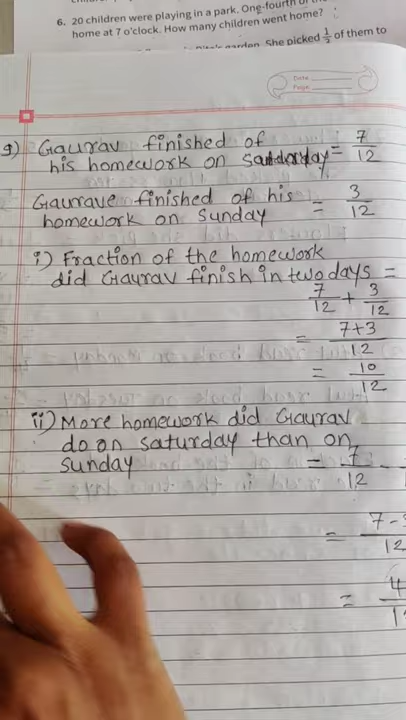 6. 20 children were playing in a park. One-fourth of
home at 7 o'clock. How many children went home?
garden. She picked 1/3 of them to
Date
Page
9) Gaurav finished of
his homework on saturday = 7/12
Gaurave finished of his
homework on Sunday = 3/12
i) Fraction of the homework
did Gaurav finish in two days =
7/12 + 3/12
= 7+3/12
= 10/12
ii) More homework did Gaurav
do on saturday than on
Sunday = 7/12 -
= 7-3/12
= 4/1